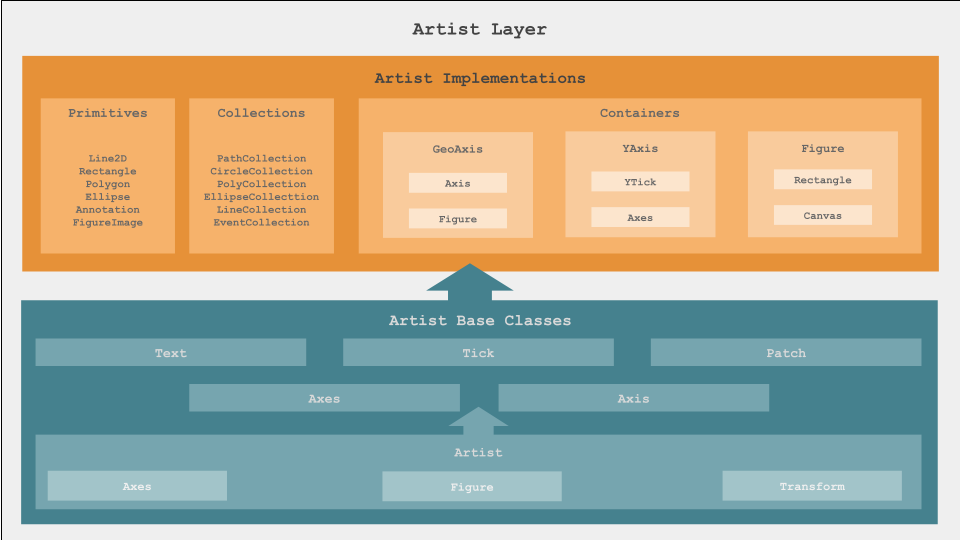 Artist Layer
Artist Implementations
Primitives
Line2D
Rectangle
Polygon
Ellipse
Annotation
FigureImage
Collections
PathCollection
CircleCollection
PolyCollection
EllipseCollecttion
LineCollection
EventCollection
Containers
GeoAxis
Axis
Figure
YAxis
YTick
Axes
Figure
Rectangle
Canvas
Artist Base Classes
Text
Tick
Patch
Axes
Axis
Artist
Axes
Figure
Transform